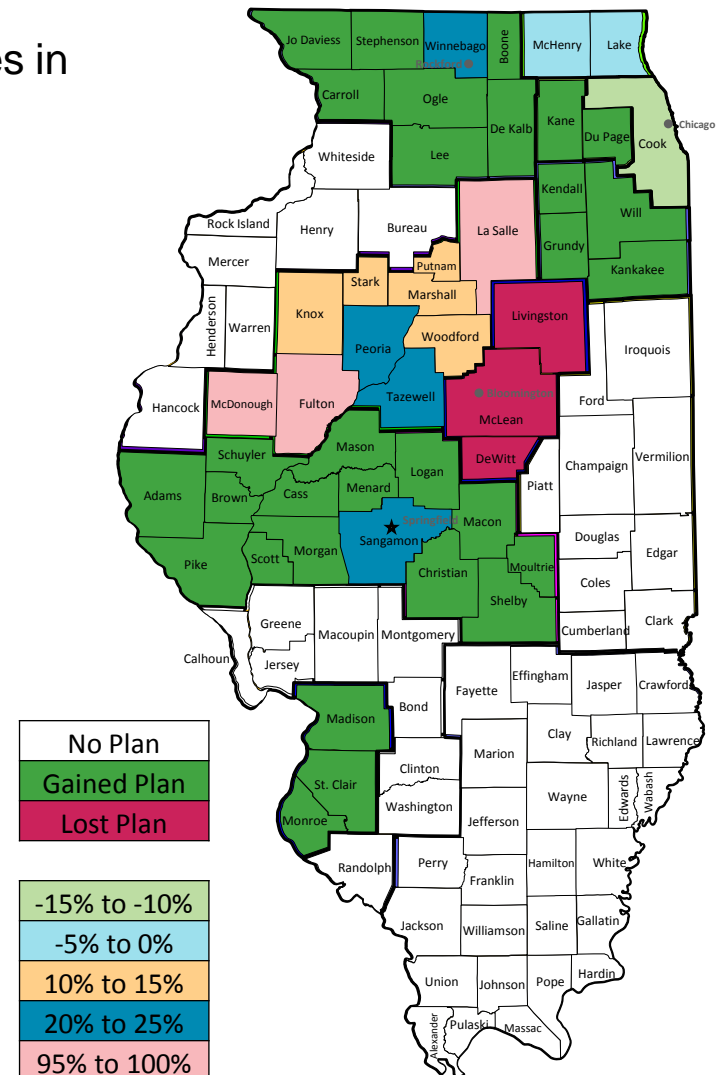 es in
Jo Daviess
Stephenson
Winnebago
Boone
McHenry
Lake
Rockford
Carroll
Ogle
De Kalb
Kane
Du Page
Cook
Chicago
Lee
Whiteside
Kendall
Will
Rock Island
Henry
Bureau
La Salle
Grundy
Mercer
Putnam
Kankakee
Stark
Marshall
Henderson
Warren
Knox
Livingston
Peoria
Woodford
Iroquois
Hancock
McDonough
Fulton
Tazewell
Bloomington
McLean
Ford
Mason
Schuyler
Logan
DeWitt
Champaign
Vermilion
Adams
Brown
Cass
Menard
Piatt
Springfield
Macon
Sangamon
Douglas
Edgar
Pike
Scott
Morgan
Christian
Moultrie
Coles
Shelby
Greene
Macoupin
Montgomery
Cumberland
Clark
Calhoun
Jersey
Fayette
Effingham
Jasper
Crawford
Madison
Bond
No Plan
Marion
Clay
Richland
Lawrence
Gained Plan
St. Clair
Clinton
Lost Plan
Monroe
Washington
Wayne
Edwards
Wabash
Jefferson
Randolph
Perry
Hamilton
White
Franklin
-15% to -10%
Jackson
Williamson
Saline
Gallatin
-5% to 0%
10% to 15%
Union
Johnson
Pope
Hardin
20% to 25%
Alexander
Pulaski
Massac
95% to 100%